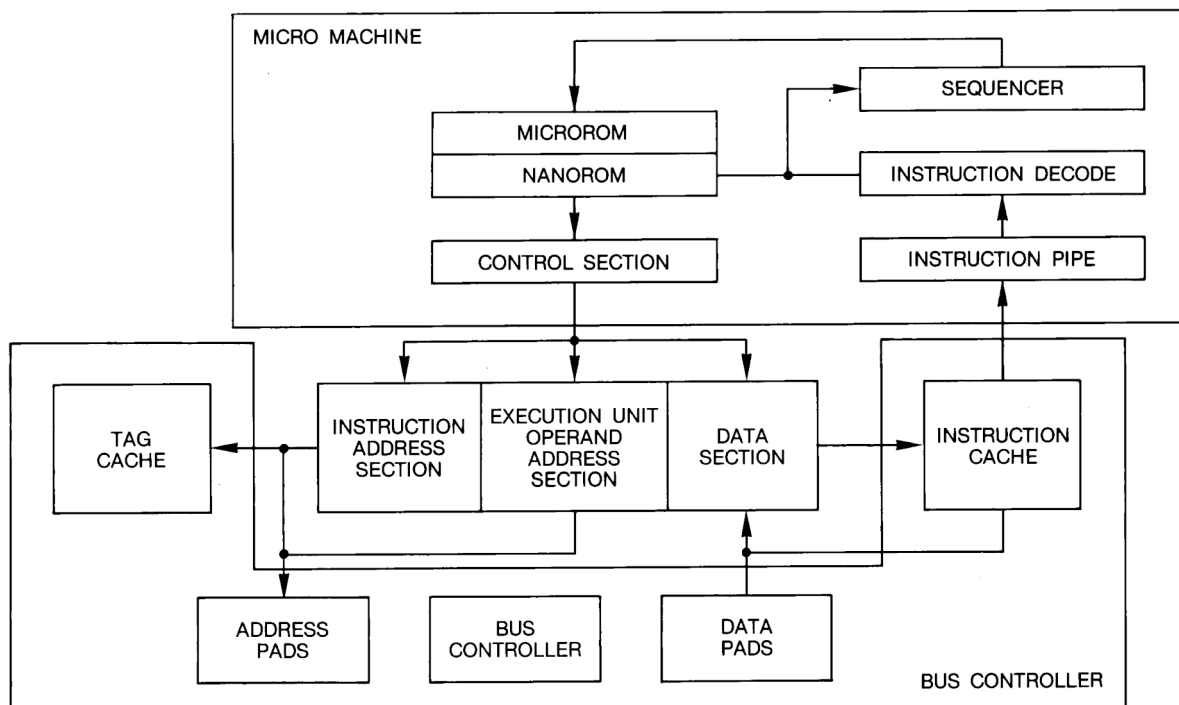 MICRO MACHINE
SEQUENCER
MICROROM
NANOROM
INSTRUCTION DECODE
CONTROL SECTION
INSTRUCTION PIPE
TAG
CACHE
INSTRUCTION
ADDRESS
SECTION
EXECUTION UNIT
OPERAND
ADDRESS
SECTION
DATA
SECTION
INSTRUCTION
CACHE
ADDRESS
PADS
BUS
CONTROLLER
DATA
PADS
BUS CONTROLLER